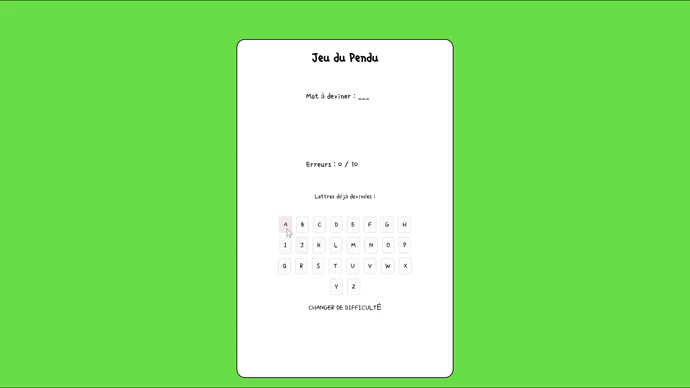 Jeu du Pendu
Mot à deviner : ___
Erreurs : 0 / 10
Lettres déjà devinées :
A B C D E F G H
I J K L M N O P
Q R S T U V W X
Y Z
CHANGER DE DIFFICULTÉ